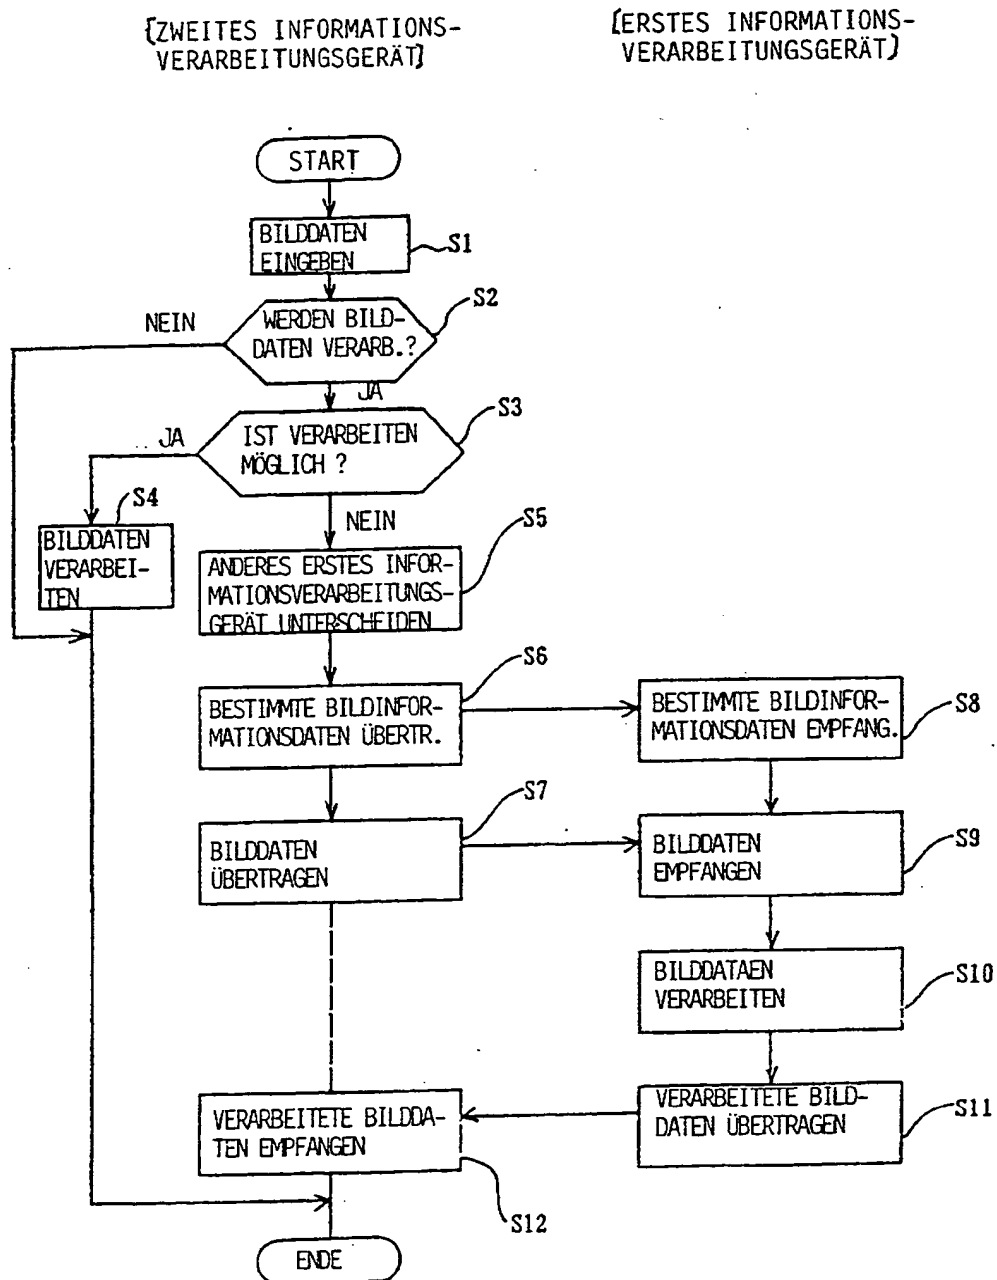 [ZWEITES INFORMATIONS-
VERARBEITUNGSGERÄT]
[ERSTES INFORMATIONS-
VERARBEITUNGSGERÄT]
START
BILDDATEN
EINGEBEN
S1
WERDEN BILD-
DATEN VERARB.?
S2
NEIN
JA
IST VERARBEITEN
MÖGLICH ?
S3
JA
NEIN
S4
BILDDATEN
VERARBEI-
TEN
S5
ANDERES ERSTES INFOR-
MATIONSVERARBEITUNGS-
GERÄT UNTERSCHEIDEN
S6
BESTIMMTE BILDINFOR-
MATIONSDATEN ÜBERTR.
BESTIMMTE BILDINFOR-
MATIONSDATEN EMPFANG.
S8
S7
BILDDATEN
ÜBERTRAGEN
BILDDATEN
EMPFANGEN
S9
BILDDATAEN
VERARBEITEN
S10
VERARBEITETE BILD-
DATEN ÜBERTRAGEN
S11
VERARBEITETE BILDDA-
TEN EMPFANGEN
S12
ENDE